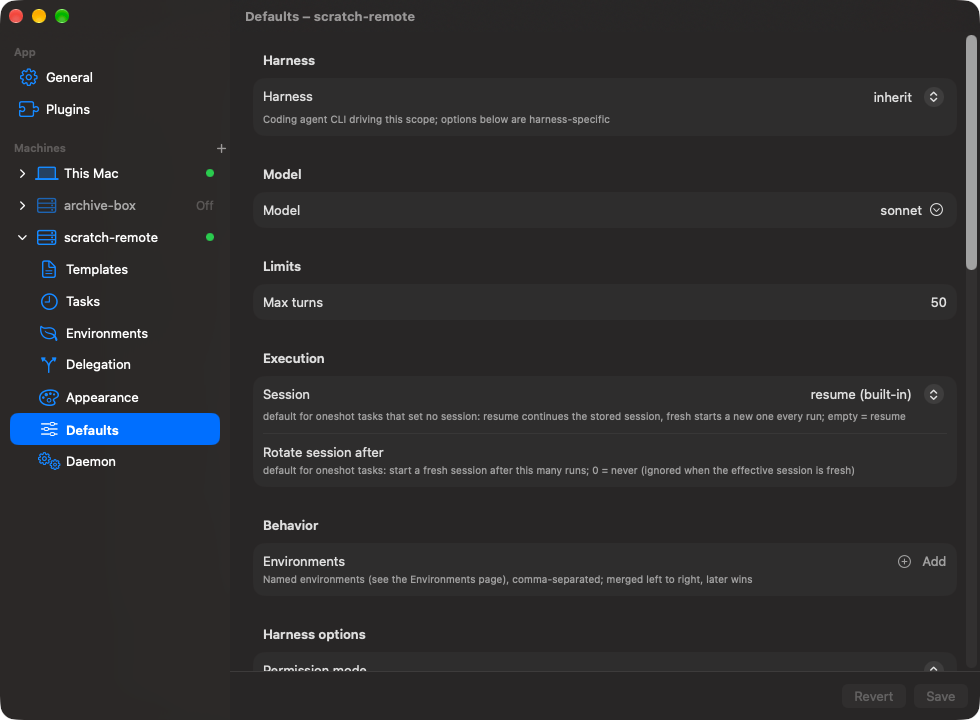 Defaults – scratch-remote
App
General
Plugins
Machines
This Mac
archive-box Off
scratch-remote
Templates
Tasks
Environments
Delegation
Appearance
Defaults
Daemon
Harness
Harness inherit
Coding agent CLI driving this scope; options below are harness-specific
Model
Model sonnet
Limits
Max turns 50
Execution
Session resume (built-in)
default for oneshot tasks that set no session: resume continues the stored session, fresh starts a new one every run; empty = resume
Rotate session after
default for oneshot tasks: start a fresh session after this many runs; 0 = never (ignored when the effective session is fresh)
Behavior
Environments Add
Named environments (see the Environments page), comma-separated; merged left to right, later wins
Harness options
Permission mode
Revert Save